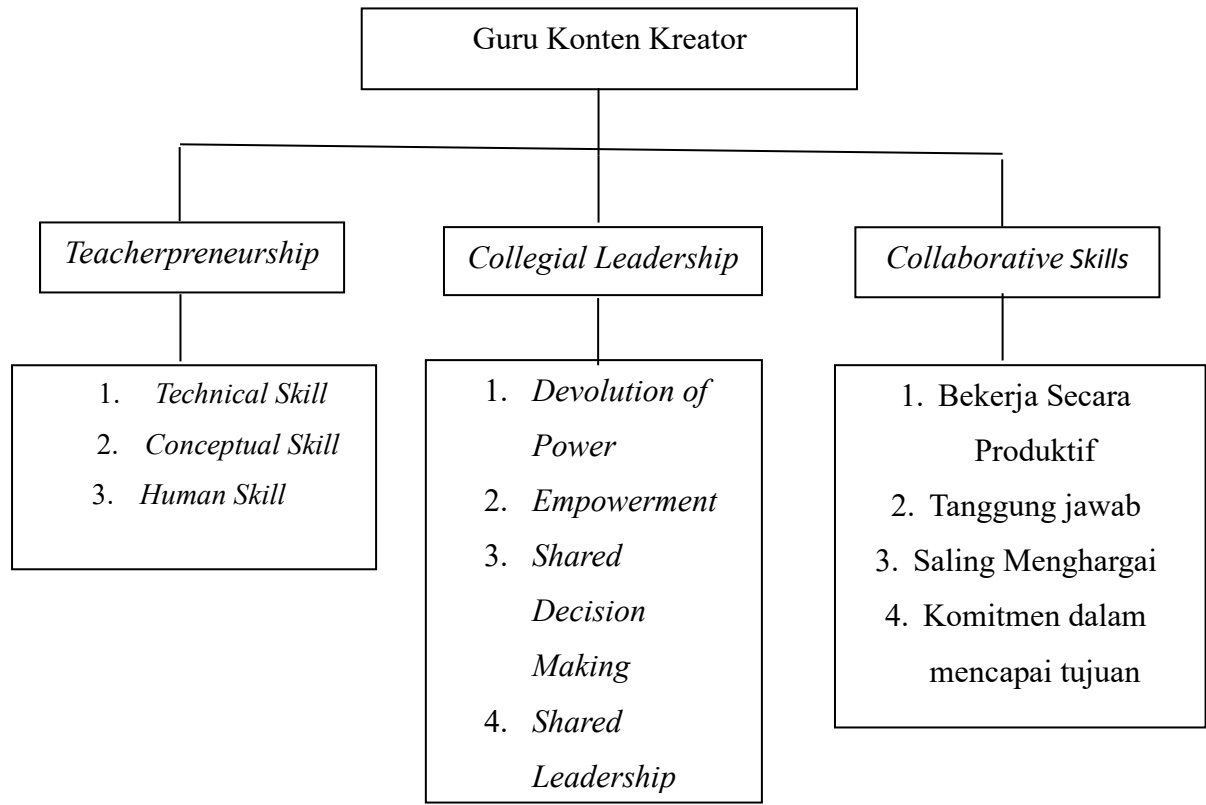 Guru Konten Kreator
Teacherpreneurship
Collegial Leadership
Collaborative Skills
1. Technical Skill
2. Conceptual Skill
3. Human Skill
1. Devolution of
Power
2. Empowerment
3. Shared
Decision
Making
4. Shared
Leadership
1. Bekerja Secara
Produktif
2. Tanggung jawab
3. Saling Menghargai
4. Komitmen dalam
mencapai tujuan